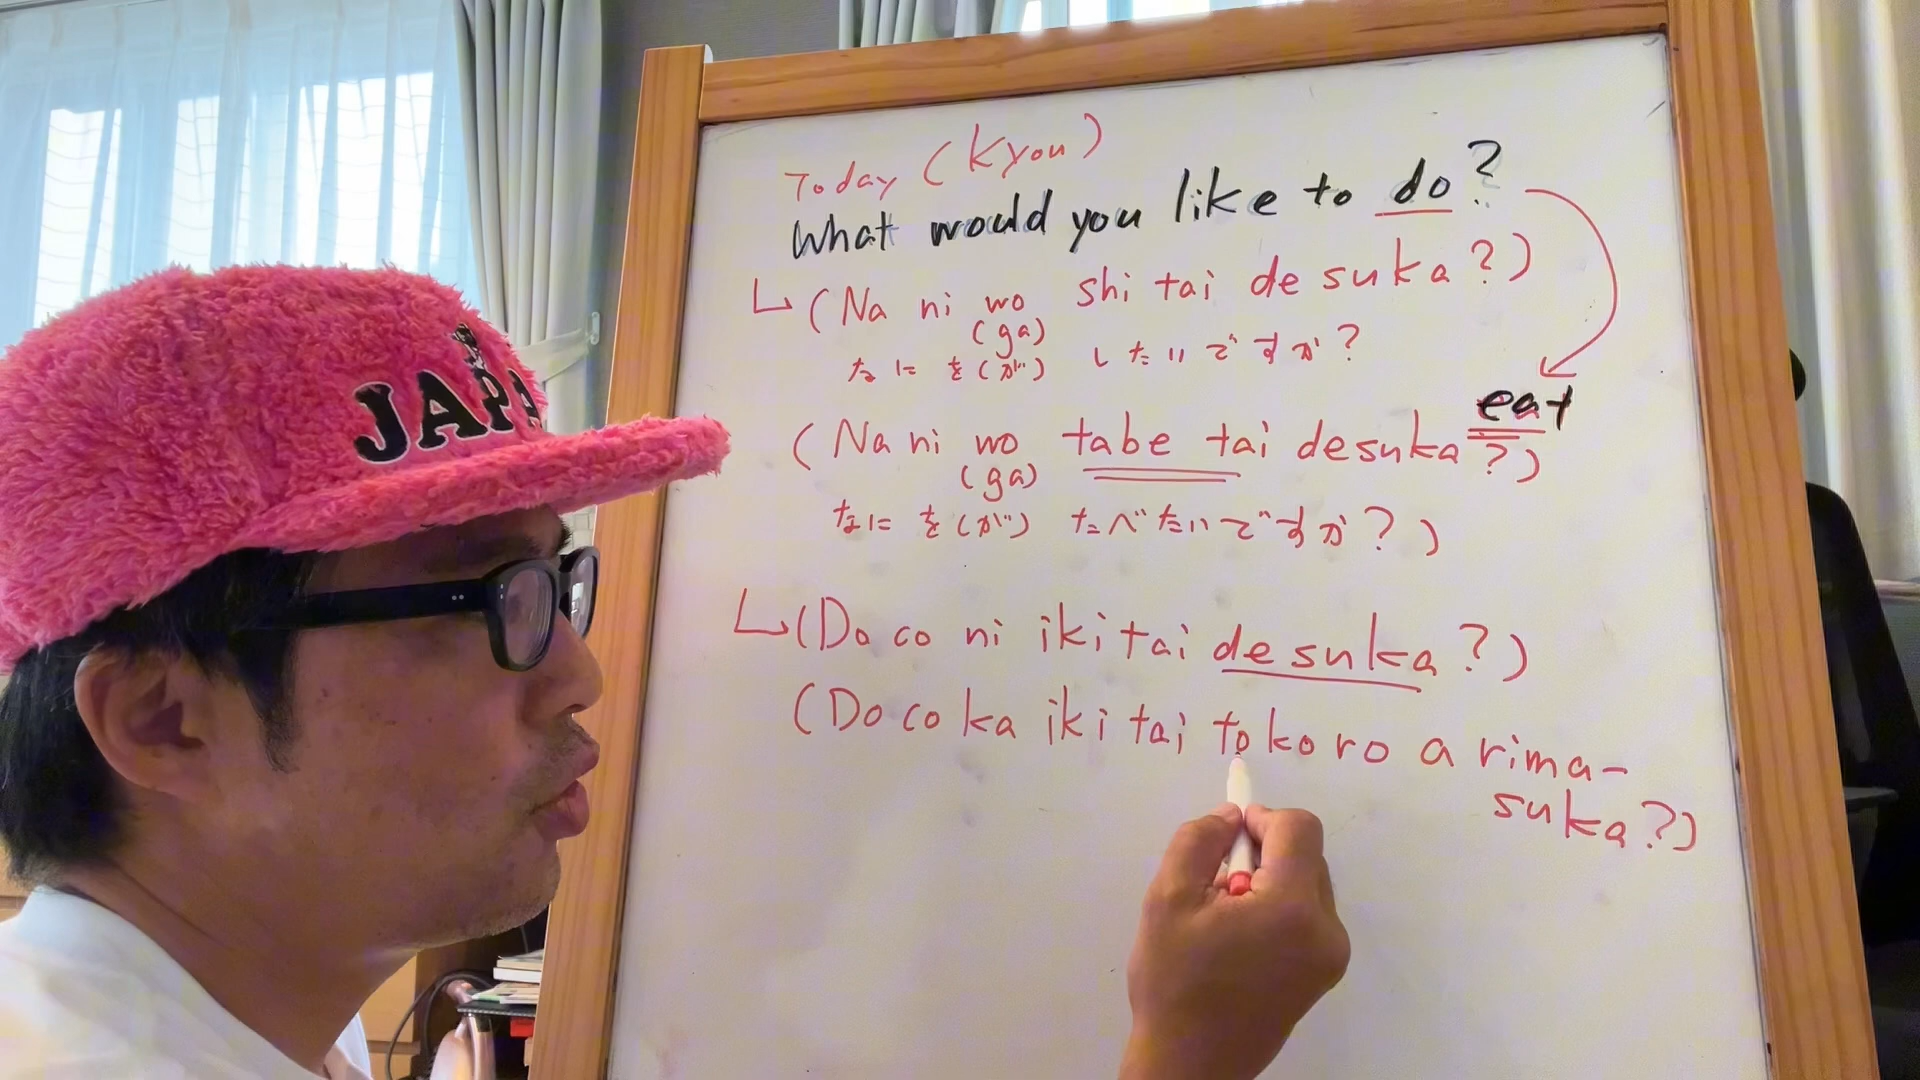 JAPA
Today (Kyou)
What would you like to do?
(Na ni wo shi tai de suka?)
(ga)
なに を(が) したいですか?
eat
(Na ni wo tabe tai desuka?)
(ga)
なに を(が) たべたいですか?)
(Do co ni iki tai de suka?)
(Do co ka iki tai tokoro a rima-
suka?)